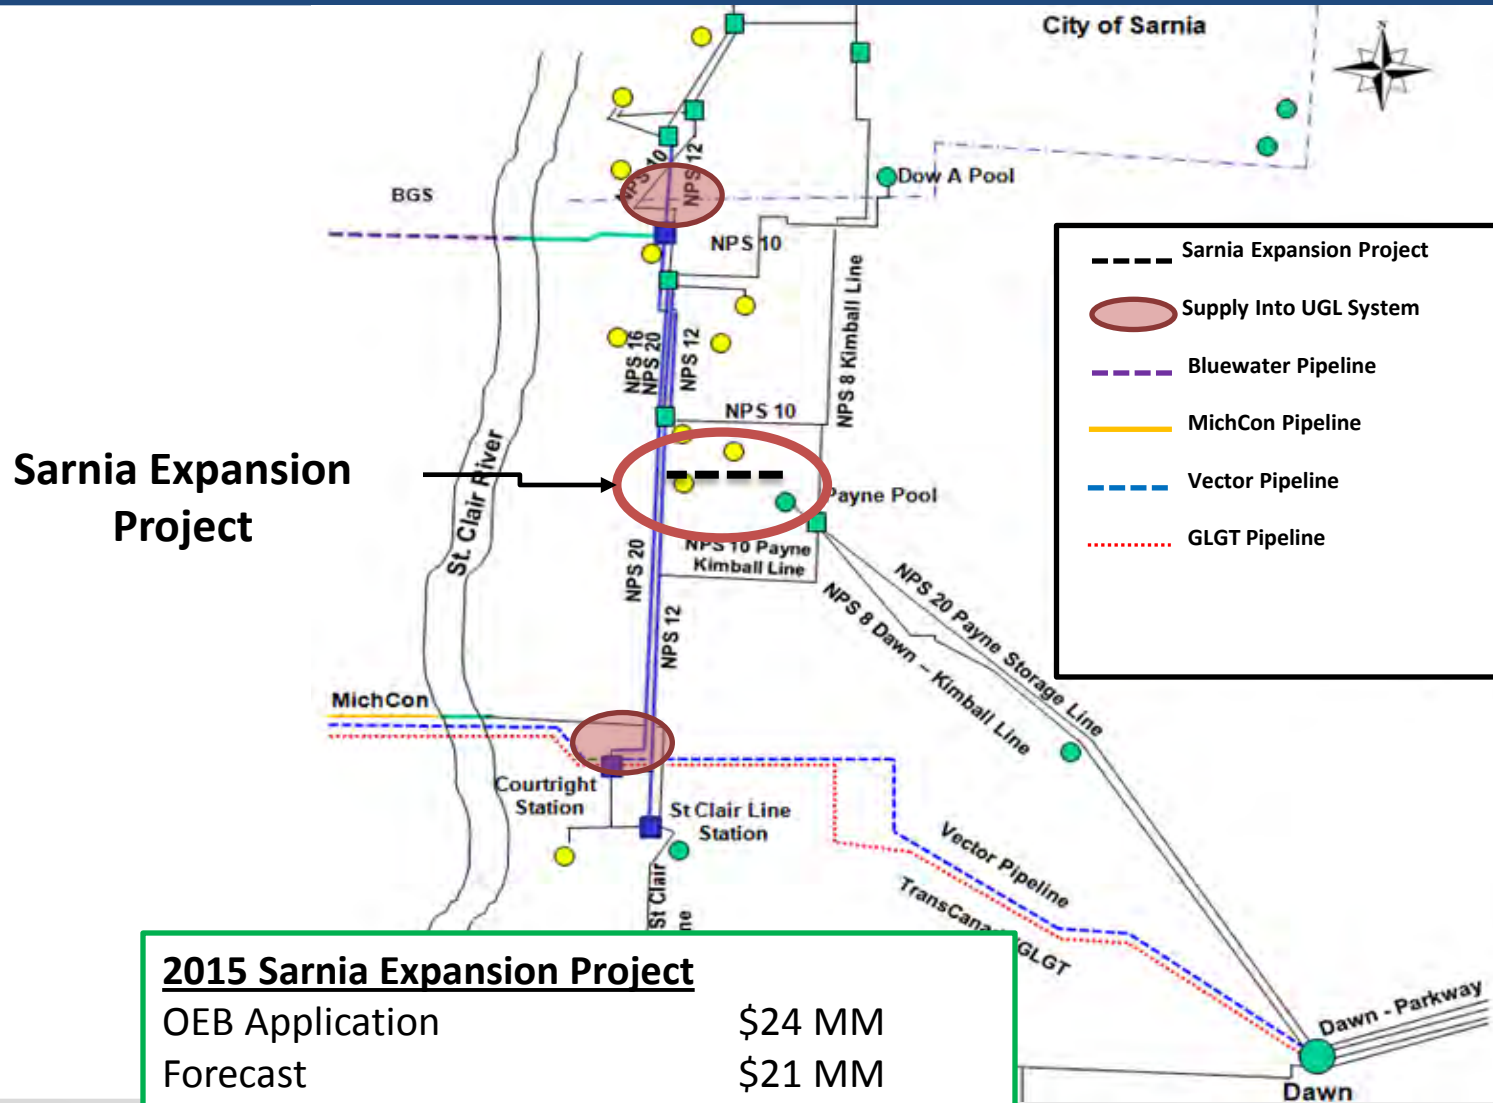 City of Sarnia
N
NPS 10
NPS 12
Dow A Pool
BGS
NPS 10
NPS 8 Kimball Line
Sarnia Expansion Project
Supply Into UGL System
Bluewater Pipeline
MichCon Pipeline
Vector Pipeline
GLGT Pipeline
NPS 16
NPS 20
NPS 12
NPS 10
Sarnia Expansion
Project
St. Clair River
Payne Pool
NPS 10 Payne
Kimball Line
NPS 20
NPS 12
NPS 20 Payne Storage Line
NPS 8 Dawn – Kimball Line
MichCon
Courtright
Station
St Clair Line
Station
St Clair
Vector Pipeline
GLGT
Dawn - Parkway
Dawn
2015 Sarnia Expansion Project
OEB Application $24 MM
Forecast $21 MM